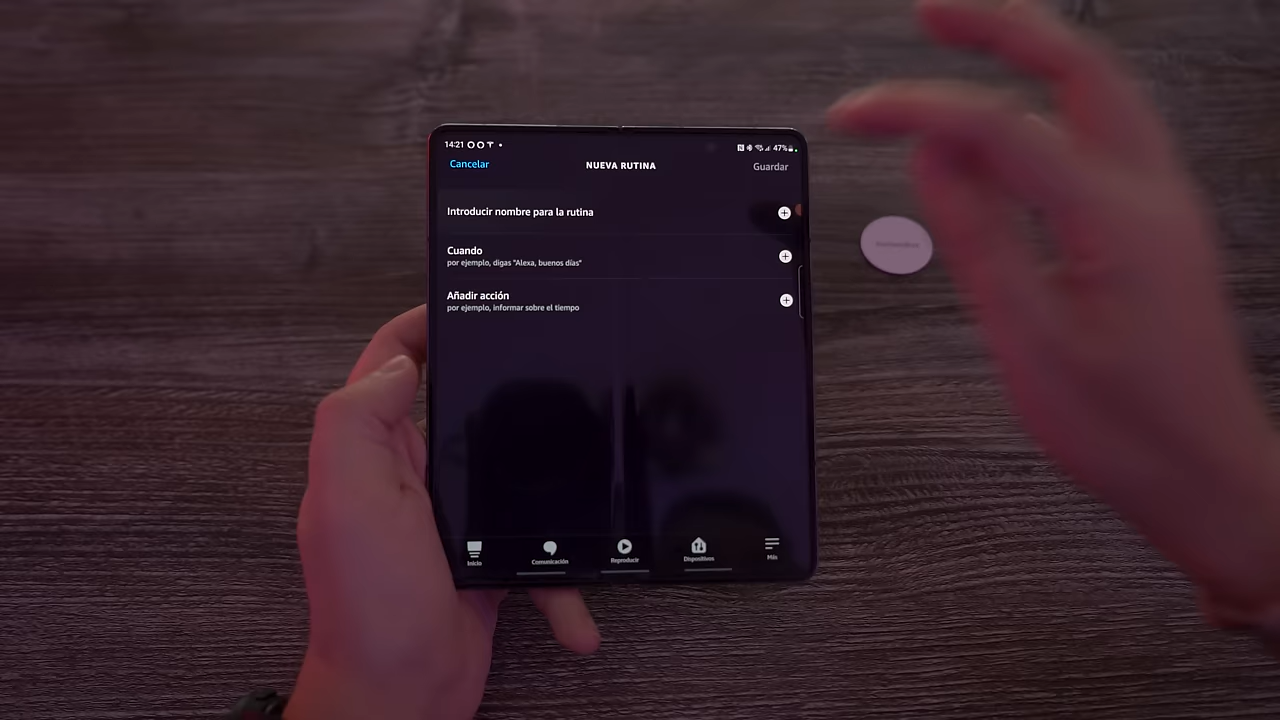 14:21
47%
Cancelar
NUEVA RUTINA
Guardar
Introducir nombre para la rutina
Cuando
por ejemplo, digas "Alexa, buenos días"
Añadir acción
por ejemplo, informar sobre el tiempo
Inicio
Comunicación
Reproducir
Dispositivos
Más